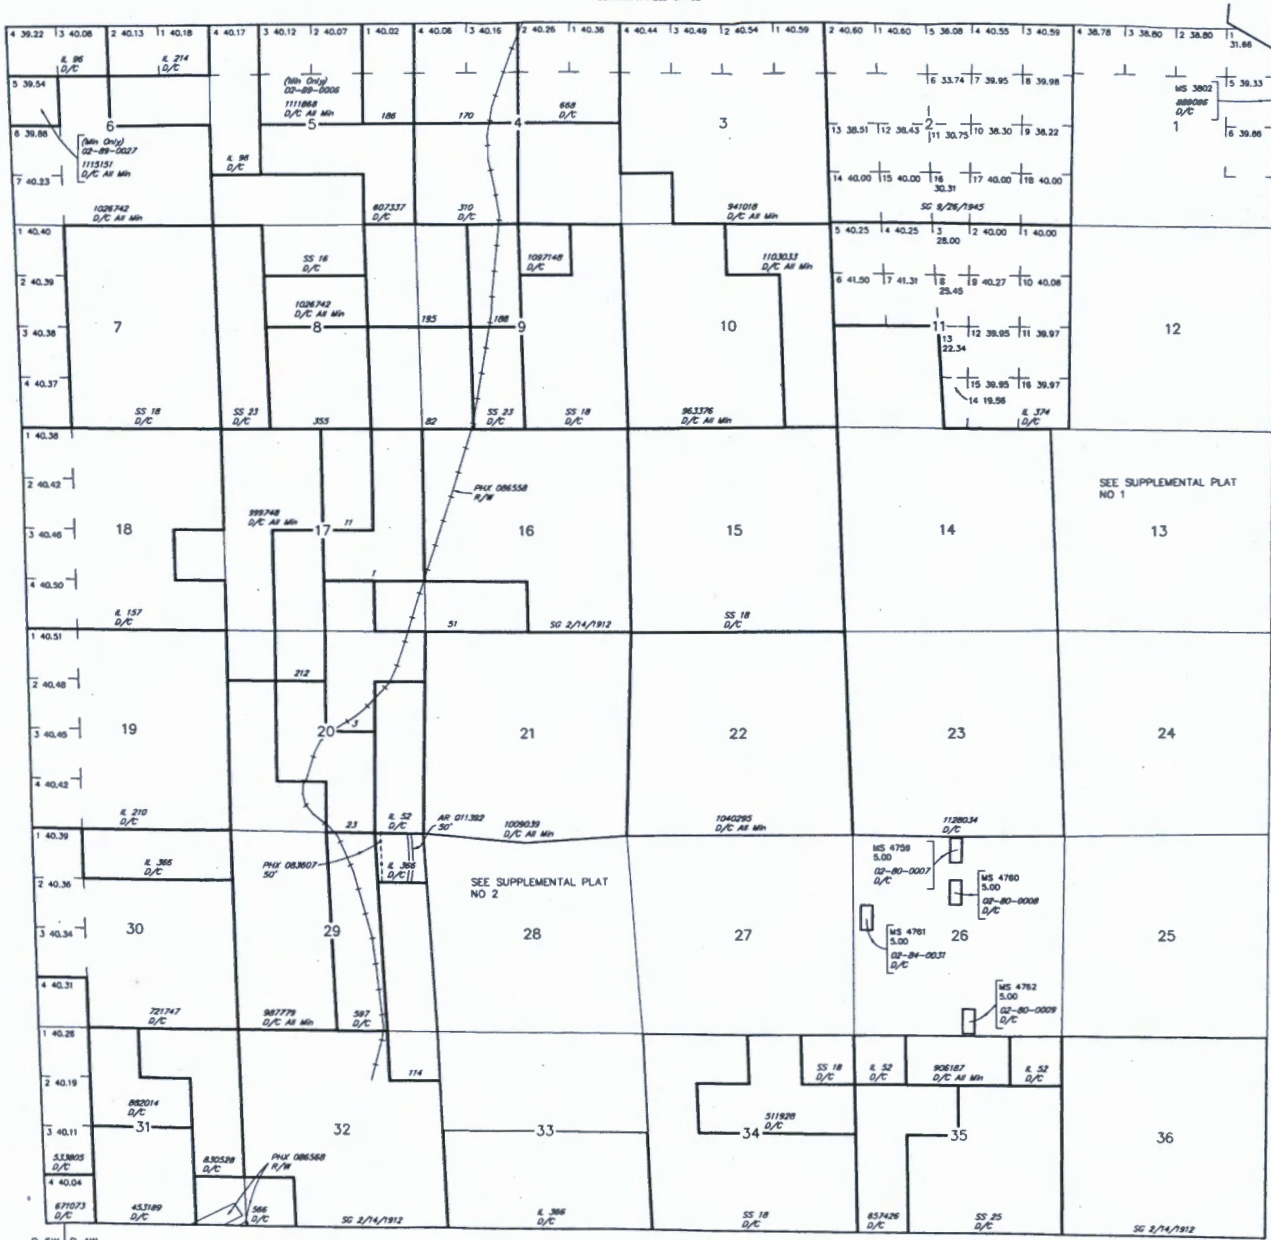 4 39.22 3 40.08 2 40.13 1 40.18 4 40.17 3 40.12 2 40.07 1 40.02 4 40.06 3 40.16 2 40.26 1 40.36 4 40.44 3 40.49 2 40.54 1 40.59 2 40.60 1 40.60 5 36.08 4 40.55 3 40.59 4 38.78 3 38.80 2 38.80 1
31.66
IL 96
D/C
IL 214
D/C
5 39.54
6 39.88
6
(Min Only)
02-89-0027
1115151
D/C All Min
7 40.23
1026742
D/C All Min
(Min Only)
02-89-0006
1111868
D/C All Min
5
186
170
4
668
D/C
3
IL 96
D/C
607337
D/C
310
D/C
941018
D/C All Min
6 33.74 7 39.95 8 39.98
13 38.51 12 38.43 2 11 30.75 10 38.30 9 38.22
14 40.00 15 40.00 16 30.31 17 40.00 18 40.00
SG 9/26/1945
MS 3802
D/C
1
5 39.33
6 39.86
1 40.40
2 40.39
3 40.38
4 40.37
7
SS 18
D/C
SS 16
D/C
1026742
D/C All Min
8
195
188
9
1097148
D/C
1103033
D/C All Min
10
SS 23
D/C
355
82
SS 23
D/C
SS 18
D/C
963376
D/C All Min
5 40.25 4 40.25 3 28.00 2 40.00 1 40.00
6 41.50 7 41.31 8 25.45 9 40.27 10 40.08
11
13
22.34
12 39.95 11 39.97
15 39.95 16 39.97
14 19.56
IL 374
D/C
12
1 40.38
2 40.42
3 40.46
4 40.50
18
IL 157
D/C
999748
D/C All Min
17
11
1
51
PHX 086558
R/W
16
SG 2/14/1912
15
SS 18
D/C
14
SEE SUPPLEMENTAL PLAT
NO 1
13
1 40.51
2 40.48
3 40.45
4 40.42
19
IL 210
D/C
212
20
3
23
IL 52
D/C
AR 011392
50'
21
1009039
D/C All Min
22
1040295
D/C All Min
23
1128034
D/C
24
1 40.39
2 40.36
3 40.34
4 40.31
IL 366
D/C
30
721747
D/C
PHX 083607
50'
IL 366
D/C
29
987779
D/C All Min
597
D/C
SEE SUPPLEMENTAL PLAT
NO 2
28
27
MS 4759
5.00
02-80-0007
D/C
MS 4760
5.00
02-80-0008
D/C
MS 4761
5.00
02-84-0031
D/C
26
MS 4762
5.00
02-80-0009
D/C
25
1 40.26
2 40.19
3 40.11
4 40.04
533805
D/C
671073
D/C
882014
D/C
31
453189
D/C
830528
D/C
PHX 086568
R/W
566
D/C
32
114
SG 2/14/1912
33
IL 366
D/C
SS 18
D/C
511928
D/C
34
SS 18
D/C
IL 52
D/C
906187
D/C All Min
IL 52
D/C
35
857426
D/C
SS 25
D/C
36
SG 2/14/1912